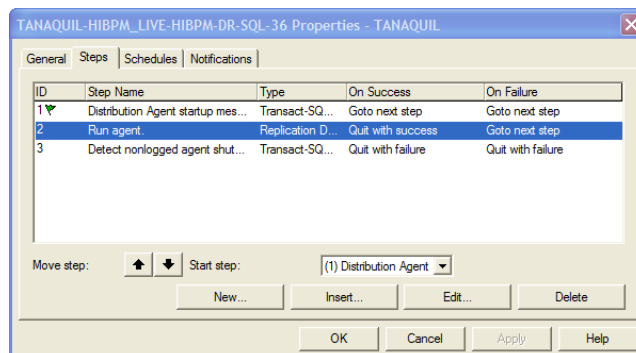 TANAQUIL-HIBPM_LIVE-HIBPM-DR-SQL-36 Properties - TANAQUIL
General Steps Schedules Notifications
ID Step Name Type On Success On Failure
1 Distribution Agent startup mes... Transact-SQ... Goto next step Goto next step
2 Run agent. Replication D... Quit with success Goto next step
3 Detect nonlogged agent shut... Transact-SQ... Quit with failure Quit with failure
Move step: Start step: (1) Distribution Agent
New... Insert... Edit... Delete
OK Cancel Apply Help